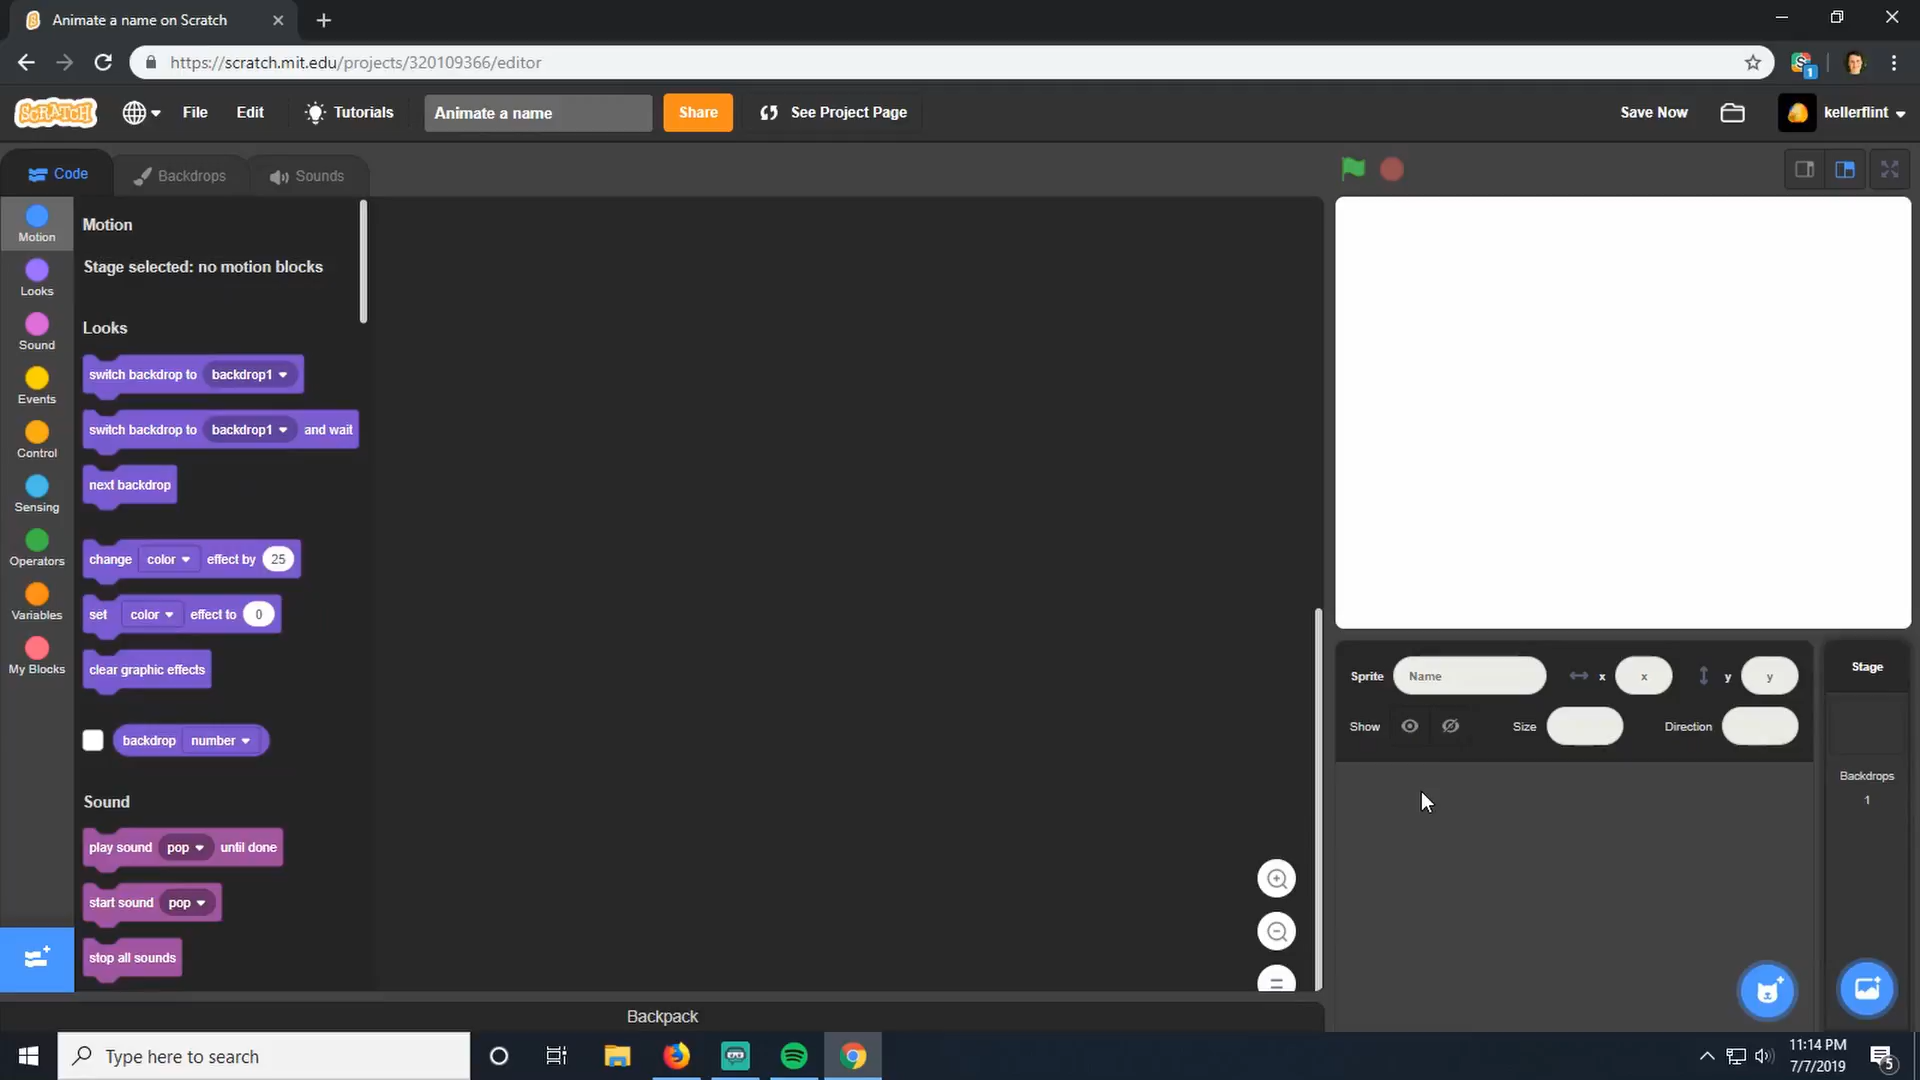 Animate a name on Scratch
https://scratch.mit.edu/projects/320109366/editor
1
SCRATCH
File
Edit
Tutorials
Animate a name
Share
See Project Page
Save Now
kellerflint
Code
Backdrops
Sounds
Motion
Looks
Sound
Events
Control
Sensing
Operators
Variables
My Blocks
Motion
Stage selected: no motion blocks
Looks
switch backdrop to backdrop1
switch backdrop to backdrop1 and wait
next backdrop
change color effect by 25
set color effect to 0
clear graphic effects
backdrop number
Sound
play sound pop until done
start sound pop
stop all sounds
Sprite Name x x y y
Show Size Direction
Stage
Backdrops
1
Backpack
Type here to search
11:14 PM
7/7/2019
5